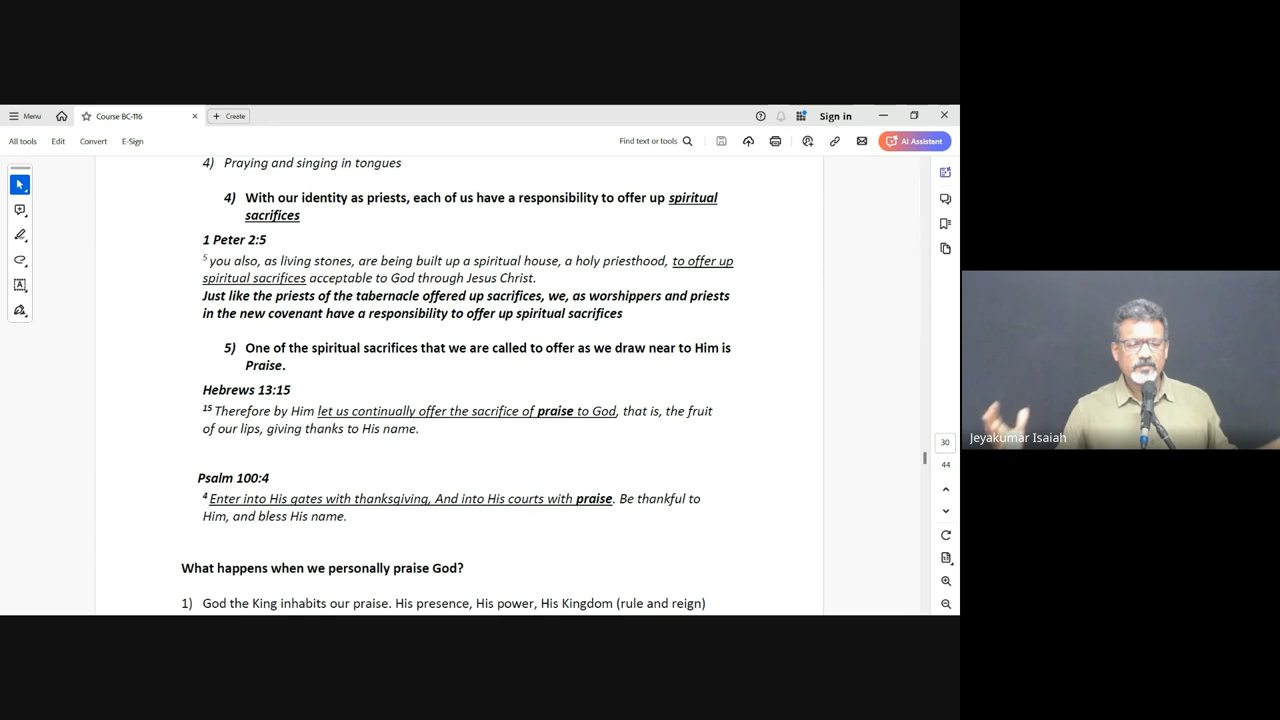 Menu
Course BC-116
Create
Sign in
All tools
Edit
Convert
E-Sign
Find text or tools
AI Assistant
4) Praying and singing in tongues
4) With our identity as priests, each of us have a responsibility to offer up spiritual
sacrifices
1 Peter 2:5
5 you also, as living stones, are being built up a spiritual house, a holy priesthood, to offer up
spiritual sacrifices acceptable to God through Jesus Christ.
Just like the priests of the tabernacle offered up sacrifices, we, as worshippers and priests
in the new covenant have a responsibility to offer up spiritual sacrifices
5) One of the spiritual sacrifices that we are called to offer as we draw near to Him is
Praise.
Hebrews 13:15
15 Therefore by Him let us continually offer the sacrifice of praise to God, that is, the fruit
of our lips, giving thanks to His name.
Psalm 100:4
4 Enter into His gates with thanksgiving, And into His courts with praise. Be thankful to
Him, and bless His name.
What happens when we personally praise God?
1) God the King inhabits our praise. His presence, His power, His Kingdom (rule and reign)
30
44
Jeyakumar Isaiah